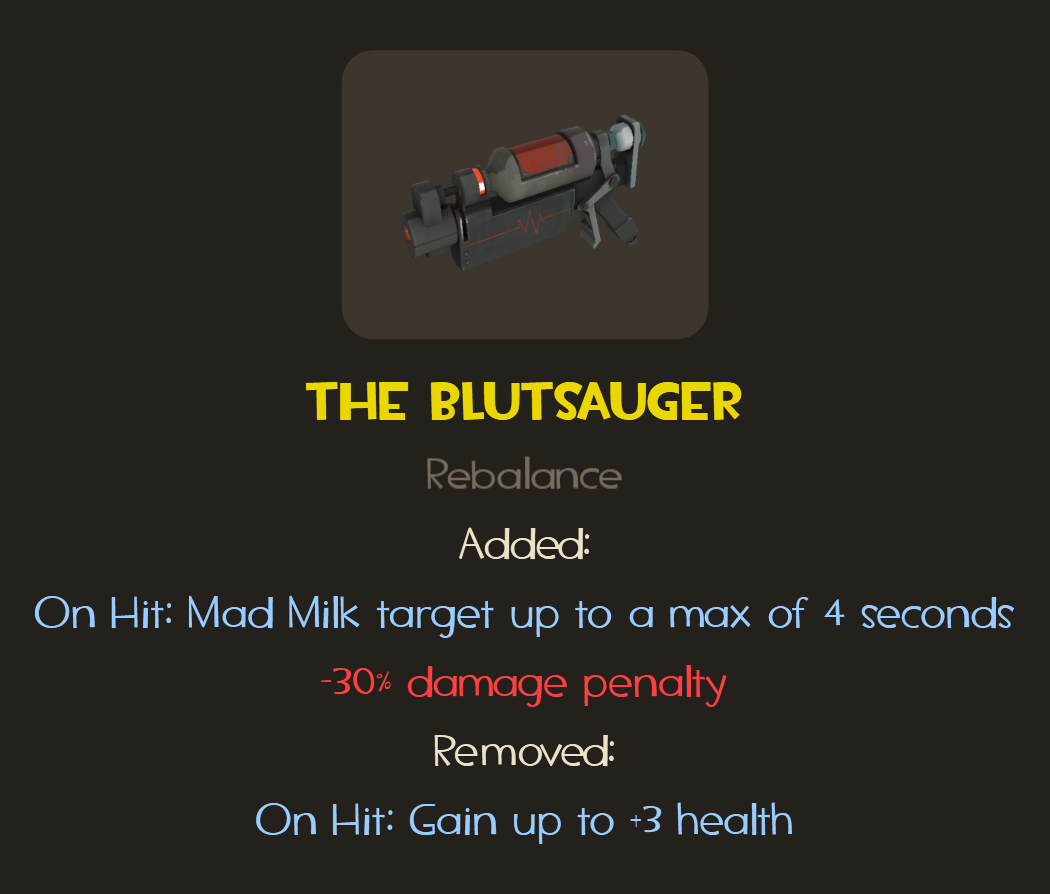 THE BLUTSAUGER
Rebalance
Added:
On Hit: Mad Milk target up to a max of 4 seconds
-30% damage penalty
Removed:
On Hit: Gain up to +3 health